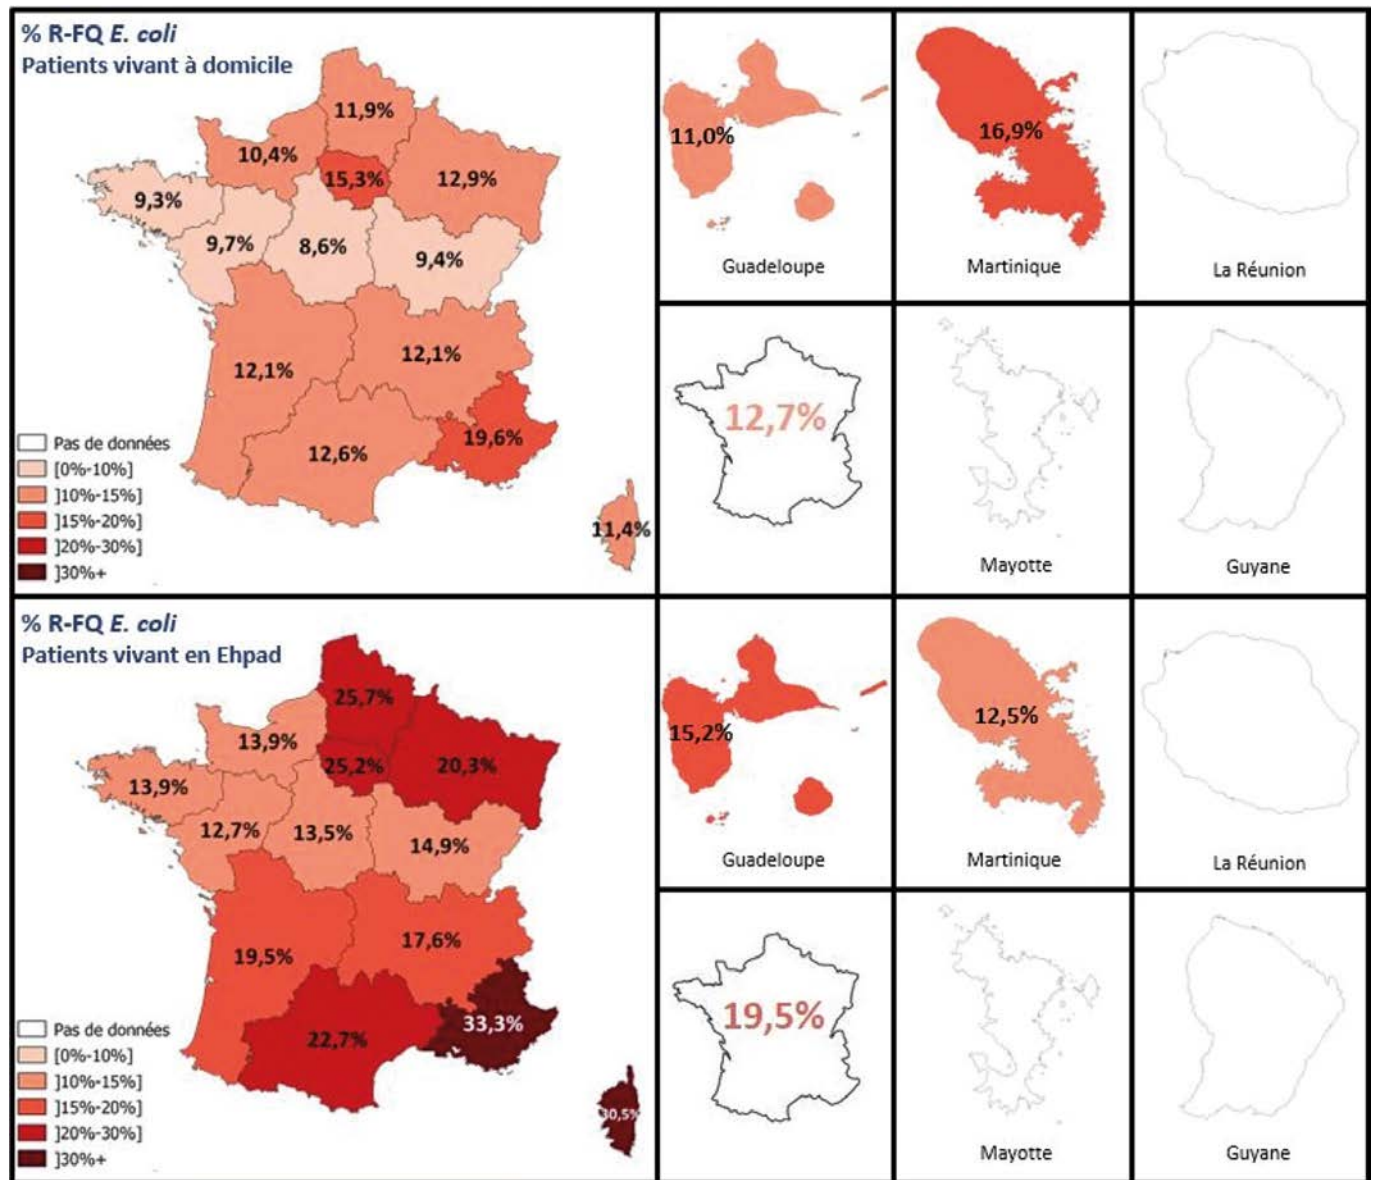 % R-FQ E. coli
Patients vivant à domicile
11,9%
10,4%
15,3%
12,9%
9,3%
9,7%
8,6%
9,4%
12,1%
12,1%
19,6%
12,6%
11,4%
Pas de données
[0%-10%]
]10%-15%]
]15%-20%]
]20%-30%]
]30%+
11,0%
Guadeloupe
16,9%
Martinique
La Réunion
12,7%
Mayotte
Guyane
% R-FQ E. coli
Patients vivant en Ehpad
25,7%
13,9%
25,2%
20,3%
13,9%
12,7%
13,5%
14,9%
19,5%
17,6%
33,3%
22,7%
30,5%
Pas de données
[0%-10%]
]10%-15%]
]15%-20%]
]20%-30%]
]30%+
15,2%
Guadeloupe
12,5%
Martinique
La Réunion
19,5%
Mayotte
Guyane